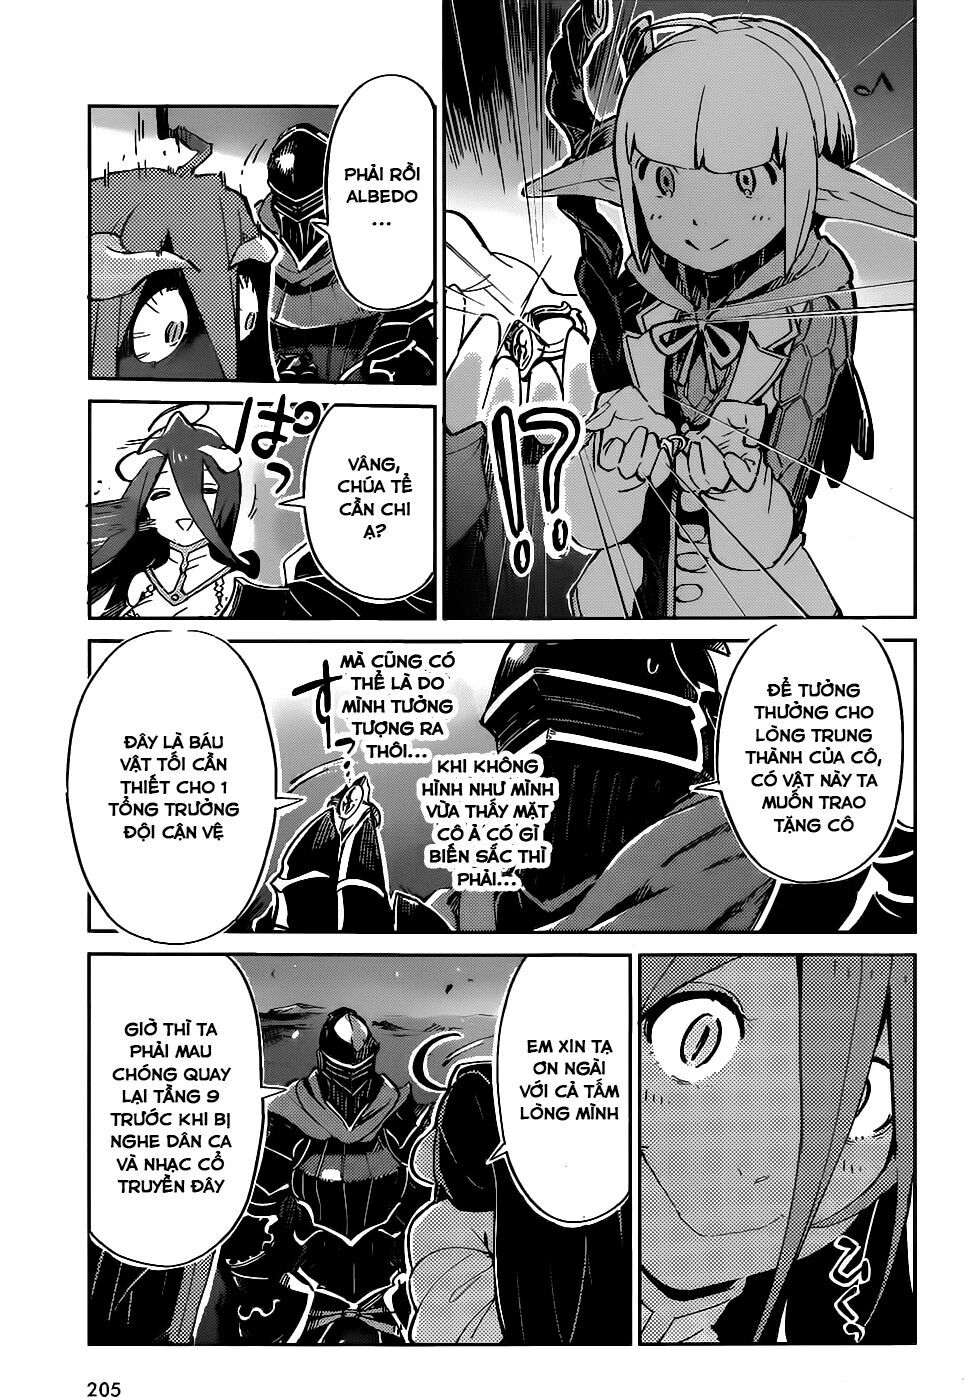 !?
PHẢI RỒI
ALBEDO
...
ぱっ
VÂNG,
CHÚA TỂ
CẦN CHI
Ạ?
ĐỂ TƯỞNG
THƯỞNG CHO
LÒNG TRUNG
THÀNH CỦA CÔ,
CÓ VẬT NÀY TA
MUỐN TRAO
TẶNG CÔ
KHI KHÔNG
HÌNH NHƯ MÌNH
VỪA THẤY MẶT
CÔ Ả CÓ GÌ
BIẾN SẮC THÌ
PHẢI...
MÀ CŨNG CÓ
THỂ LÀ DO
MÌNH TƯỞNG
TƯỢNG RA
THÔI...
すっ
ĐÂY LÀ BÁU
VẬT TỐI CẦN
THIẾT CHO 1
TỔNG TRƯỞNG
ĐỘI CẬN VỆ
EM XIN TẠ
ƠN NGÀI
VỚI CẢ TẤM
LÒNG MÌNH
GIỜ THÌ TA
PHẢI MAU
CHÓNG QUAY
LẠI TẦNG 9
TRƯỚC KHI BỊ
NGHE DÂN CA
VÀ NHẠC CỔ
TRUYỀN ĐÂY
205